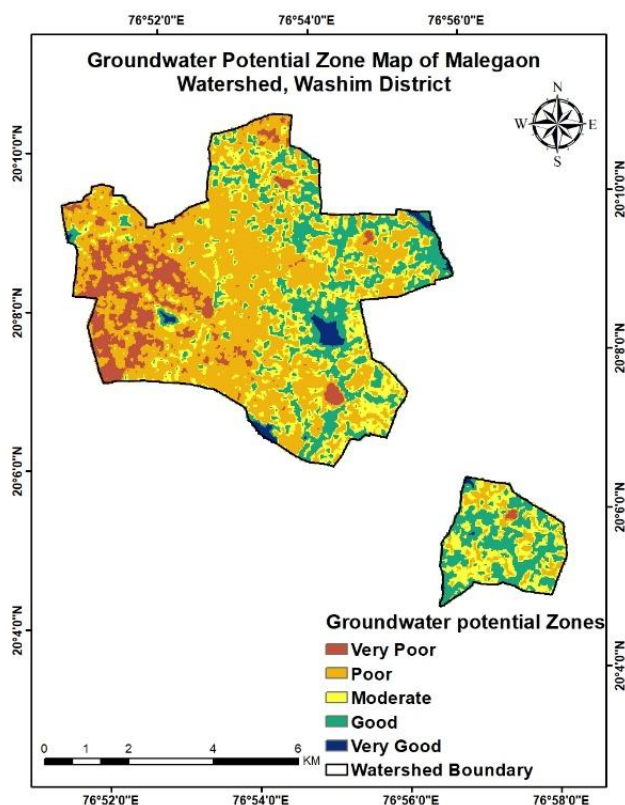 76°52'0"E 76°54'0"E 76°56'0"E
Groundwater Potential Zone Map of Malegaon
Watershed, Washim District
N
W E
S
20°10'0"N 20°10'0"N
20°8'0"N 20°8'0"N
20°6'0"N 20°6'0"N
20°4'0"N 20°4'0"N
Groundwater potential Zones
Very Poor
Poor
Moderate
Good
Very Good
Watershed Boundary
0 1 2 4 6
KM
76°52'0"E 76°54'0"E 76°56'0"E 76°58'0"E